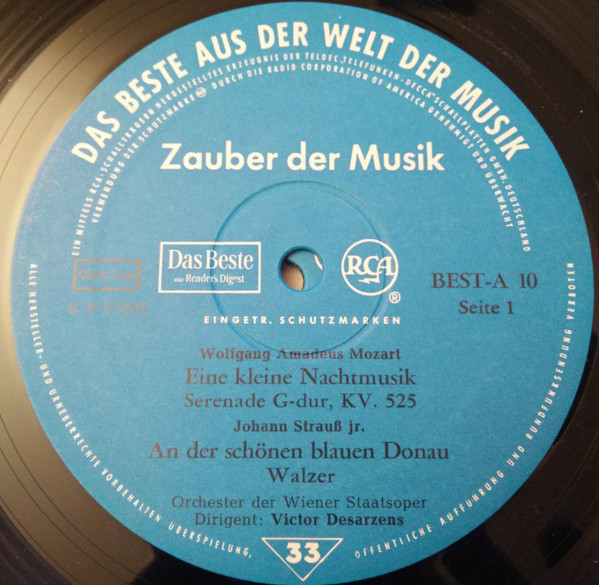 DAS BESTE AUS DER WELT DER MUSIK
EIN MITTELS RCA-SCHALLTRÄGERN HERGESTELLTES ERZEUGNIS DER TELDEC „TELEFUNKEN-DECCA“ SCHALLPLATTEN GMBH, DEUTSCHLAND
VERWENDUNG DER SCHUTZMARKE RCA DURCH DIE RADIO CORPORATION OF AMERICA GENEHMIGT UND ÜBERWACHT
Zauber der Musik
Das Beste
aus Reader's Digest
RCA
®
BEST-A 10
Seite 1
EINGETR. SCHUTZMARKEN
Wolfgang Amadeus Mozart
Eine kleine Nachtmusik
Serenade G-dur, KV. 525
Johann Strauß jr.
An der schönen blauen Donau
Walzer
Orchester der Wiener Staatsoper
Dirigent: Victor Desarzens
33
ALLE HERSTELLER- UND URHEBERRECHTE VORBEHALTEN ÜBERSPIELUNG, ÖFFENTLICHE AUFFÜHRUNG UND RUNDFUNKSENDUNG VERBOTEN